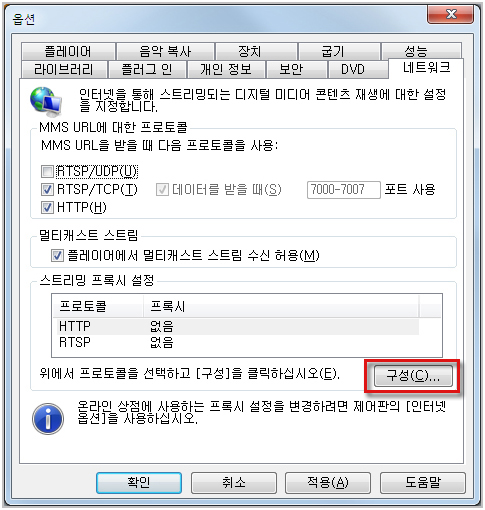 옵션
플레이어 음악 복사 장치 굽기 성능
라이브러리 플러그 인 개인 정보 보안 DVD 네트워크
인터넷을 통해 스트리밍되는 디지털 미디어 콘텐츠 재생에 대한 설정
을 지정합니다.
MMS URL에 대한 프로토콜
MMS URL을 받을 때 다음 프로토콜을 사용:
RTSP/UDP(U)
RTSP/TCP(T) 데이터를 받을 때(S) 7000-7007 포트 사용
HTTP(H)
멀티캐스트 스트림
플레이어에서 멀티캐스트 스트림 수신 허용(M)
스트리밍 프록시 설정
프로토콜 프록시
HTTP 없음
RTSP 없음
위에서 프로토콜을 선택하고 [구성]을 클릭하십시오(E). 구성(C)...
온라인 상점에 사용하는 프록시 설정을 변경하려면 제어판의 [인터넷
옵션]을 사용하십시오.
확인 취소 적용(A) 도움말